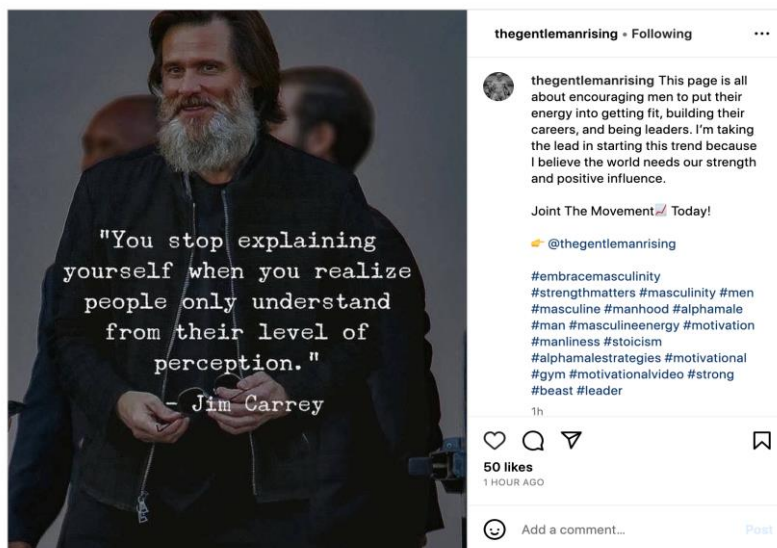 "You stop explaining
yourself when you realize
people only understand
from their level of
perception."
- Jim Carrey
thegentlemanrising • Following
thegentlemanrising This page is all
about encouraging men to put their
energy into getting fit, building their
careers, and being leaders. I'm taking
the lead in starting this trend because
I believe the world needs our strength
and positive influence.
Joint The Movement📈 Today!
👉 @thegentlemanrising
#embracemasculinity
#strengthmatters #masculinity #men
#masculine #manhood #alphamale
#man #masculineenergy #motivation
#manliness #stoicism
#alphamalestrategies #motivational
#gym #motivationalvideo #strong
#beast #leader
1h
50 likes
1 HOUR AGO
Add a comment...
Post